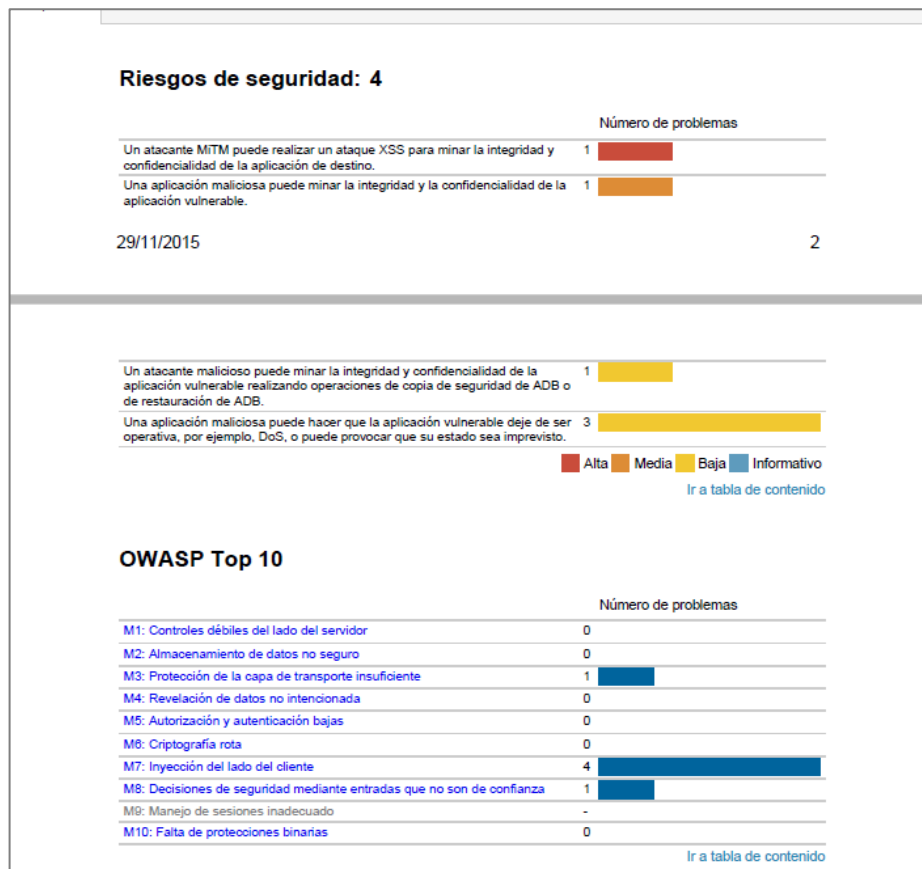 Riesgos de seguridad: 4
Número de problemas
Un atacante MiTM puede realizar un ataque XSS para minar la integridad y 1
confidencialidad de la aplicación de destino.
Una aplicación maliciosa puede minar la integridad y la confidencialidad de la 1
aplicación vulnerable.
29/11/2015 2
Un atacante malicioso puede minar la integridad y confidencialidad de la 1
aplicación vulnerable realizando operaciones de copia de seguridad de ADB o
de restauración de ADB.
Una aplicación maliciosa puede hacer que la aplicación vulnerable deje de ser 3
operativa, por ejemplo, DoS, o puede provocar que su estado sea imprevisto.
Alta Media Baja Informativo
Ir a tabla de contenido
OWASP Top 10
Número de problemas
M1: Controles débiles del lado del servidor 0
M2: Almacenamiento de datos no seguro 0
M3: Protección de la capa de transporte insuficiente 1
M4: Revelación de datos no intencionada 0
M5: Autorización y autenticación bajas 0
M6: Criptografía rota 0
M7: Inyección del lado del cliente 4
M8: Decisiones de seguridad mediante entradas que no son de confianza 1
M9: Manejo de sesiones inadecuado -
M10: Falta de protecciones binarias 0
Ir a tabla de contenido